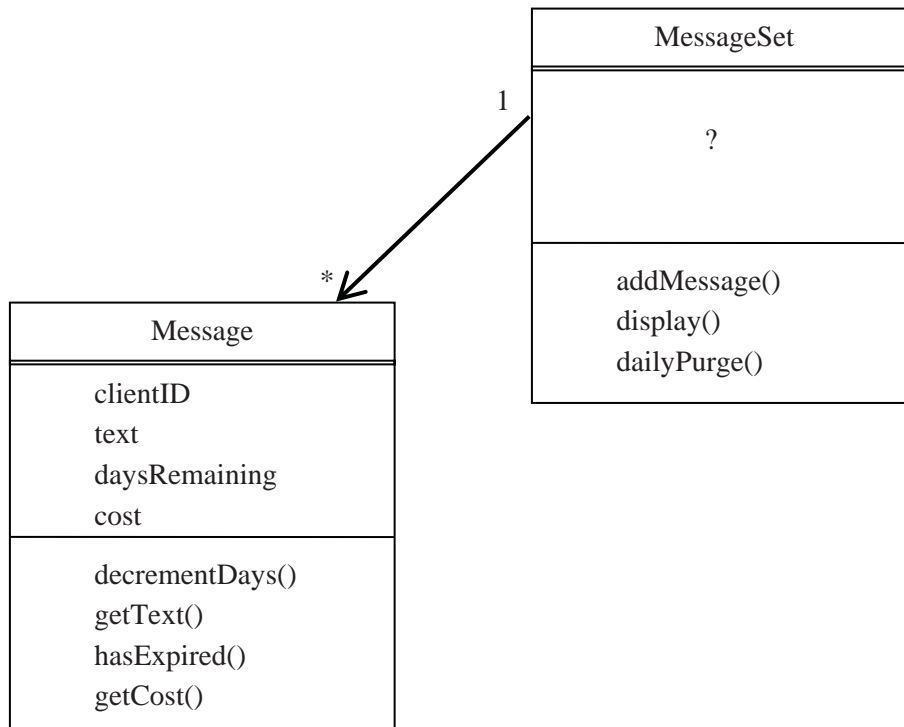 MessageSet
?
addMessage()
display()
dailyPurge()
1
*
Message
clientID
text
daysRemaining
cost
decrementDays()
getText()
hasExpired()
getCost()